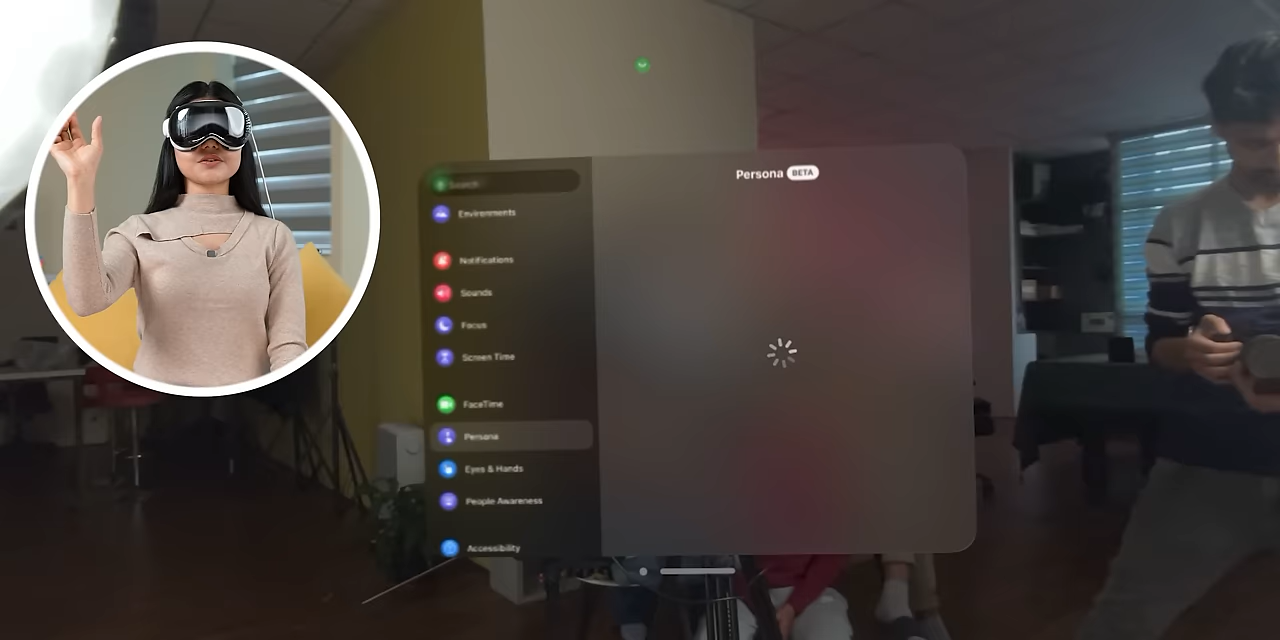 Persona BETA
Search
Environments
Notifications
Sounds
Focus
Screen Time
FaceTime
Persona
Eyes & Hands
People Awareness
Accessibility